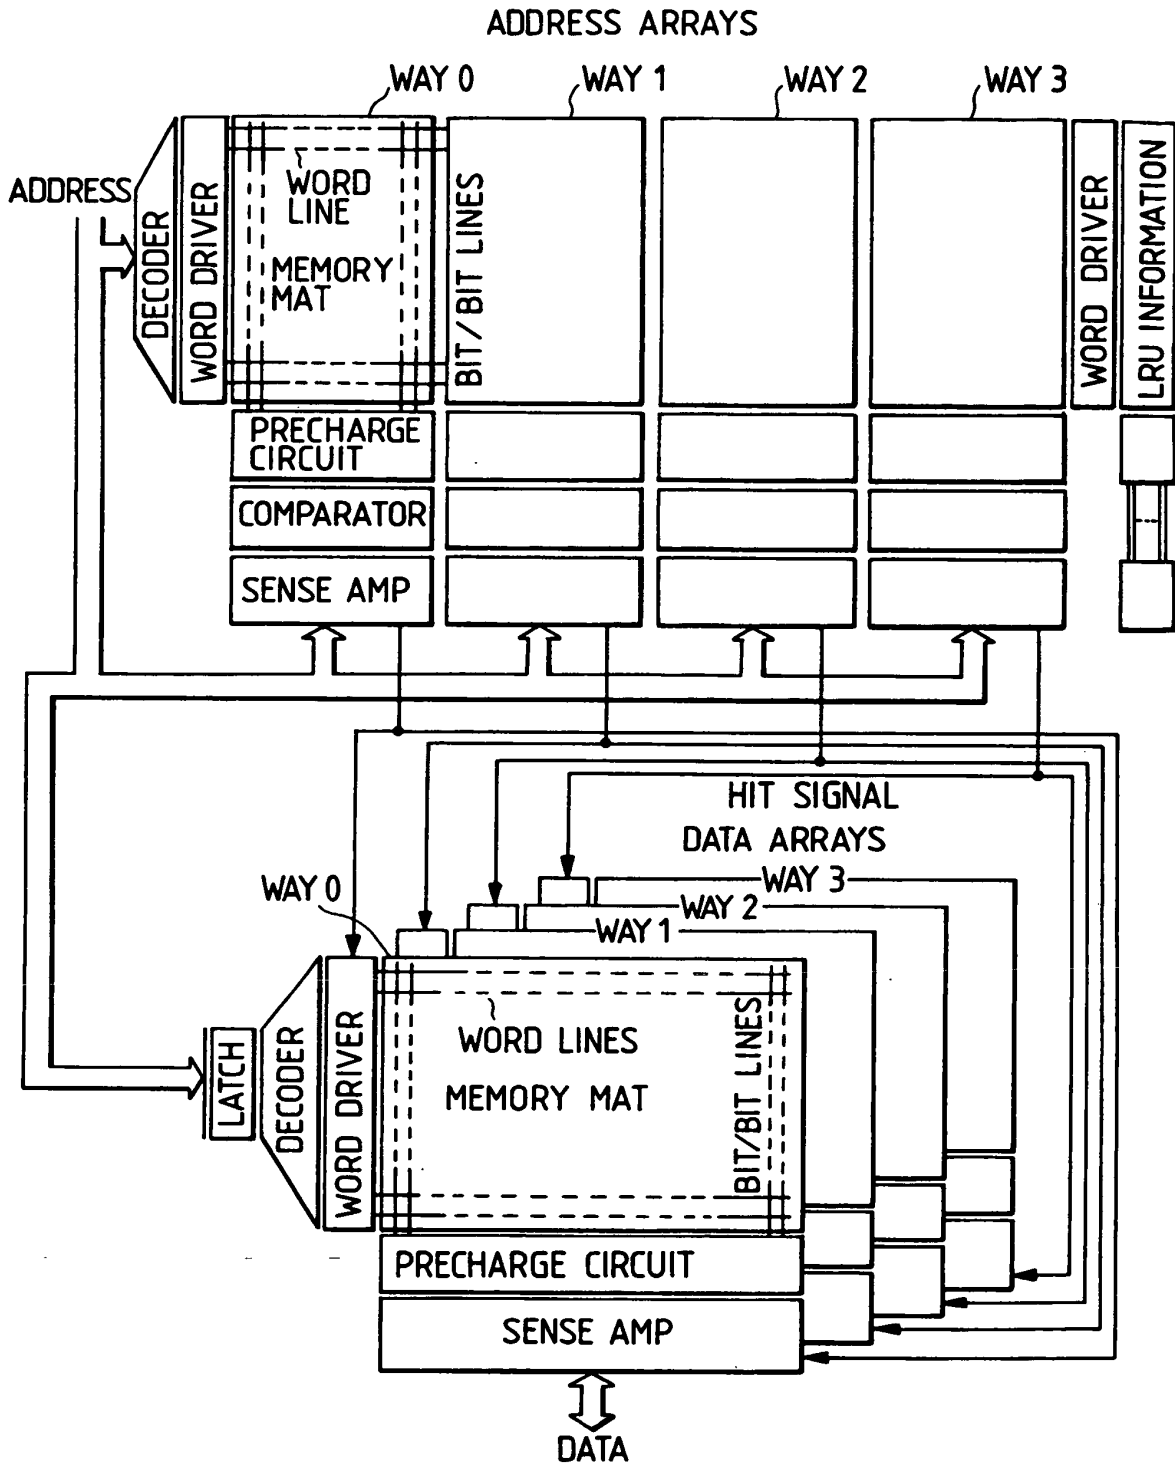 ADDRESS ARRAYS
WAY 0
WAY 1
WAY 2
WAY 3
ADDRESS
DECODER
WORD DRIVER
WORD
LINE
MEMORY
MAT
BIT/BIT LINES
WORD DRIVER
LRU INFORMATION
PRECHARGE
CIRCUIT
COMPARATOR
SENSE AMP
HIT SIGNAL
DATA ARRAYS
WAY 0
WAY 3
WAY 2
WAY 1
LATCH
DECODER
WORD DRIVER
WORD LINES
MEMORY MAT
BIT/BIT LINES
PRECHARGE CIRCUIT
SENSE AMP
DATA